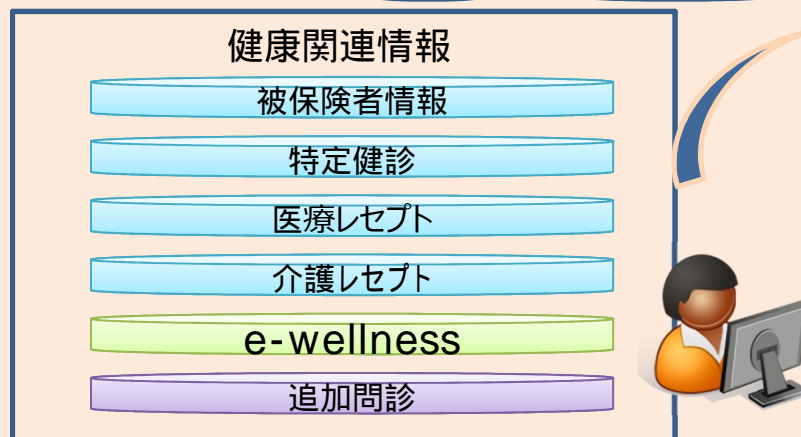 健康関連情報
被保険者情報
特定健診
医療レセプト
介護レセプト
e-wellness
追加問診